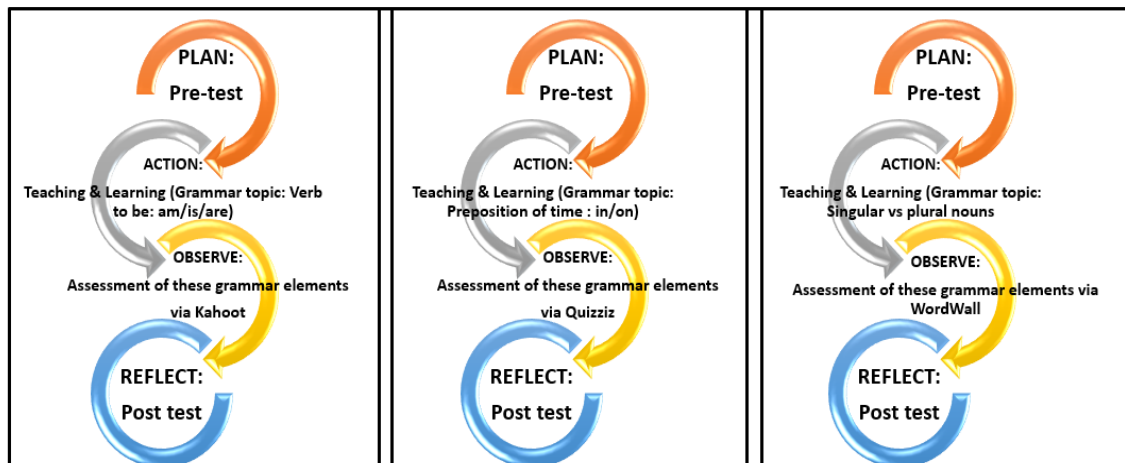 PLAN:
Pre-test
ACTION:
Teaching & Learning (Grammar topic: Verb
to be: am/is/are)
OBSERVE:
Assessment of these grammar elements
via Kahoot
REFLECT:
Post test
PLAN:
Pre-test
ACTION:
Teaching & Learning (Grammar topic:
Preposition of time : in/on)
OBSERVE:
Assessment of these grammar elements
via Quizziz
REFLECT:
Post test
PLAN:
Pre-test
ACTION:
Teaching & Learning (Grammar topic:
Singular vs plural nouns
OBSERVE:
Assessment of these grammar elements via
WordWall
REFLECT:
Post test